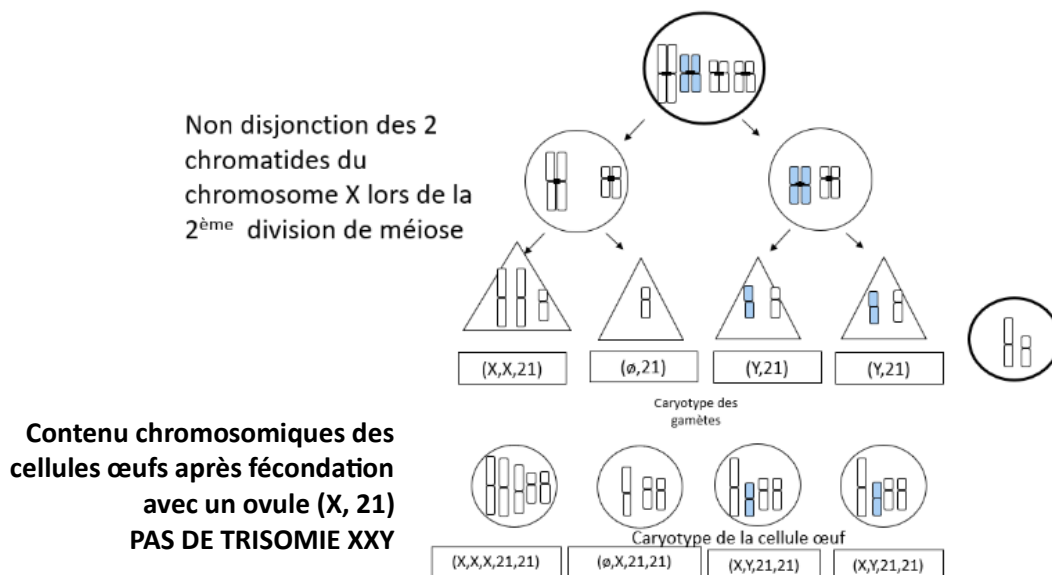 Non disjonction des 2
chromatides du
chromosome X lors de la
2ème division de méiose
(X,X,21)
(ø,21)
(Y,21)
(Y,21)
Caryotype des
gamètes
Contenu chromosomiques des
cellules œufs après fécondation
avec un ovule (X, 21)
PAS DE TRISOMIE XXY
Caryotype de la cellule œuf
(X,X,X,21,21)
(ø,X,21,21)
(X,Y,21,21)
(X,Y,21,21)